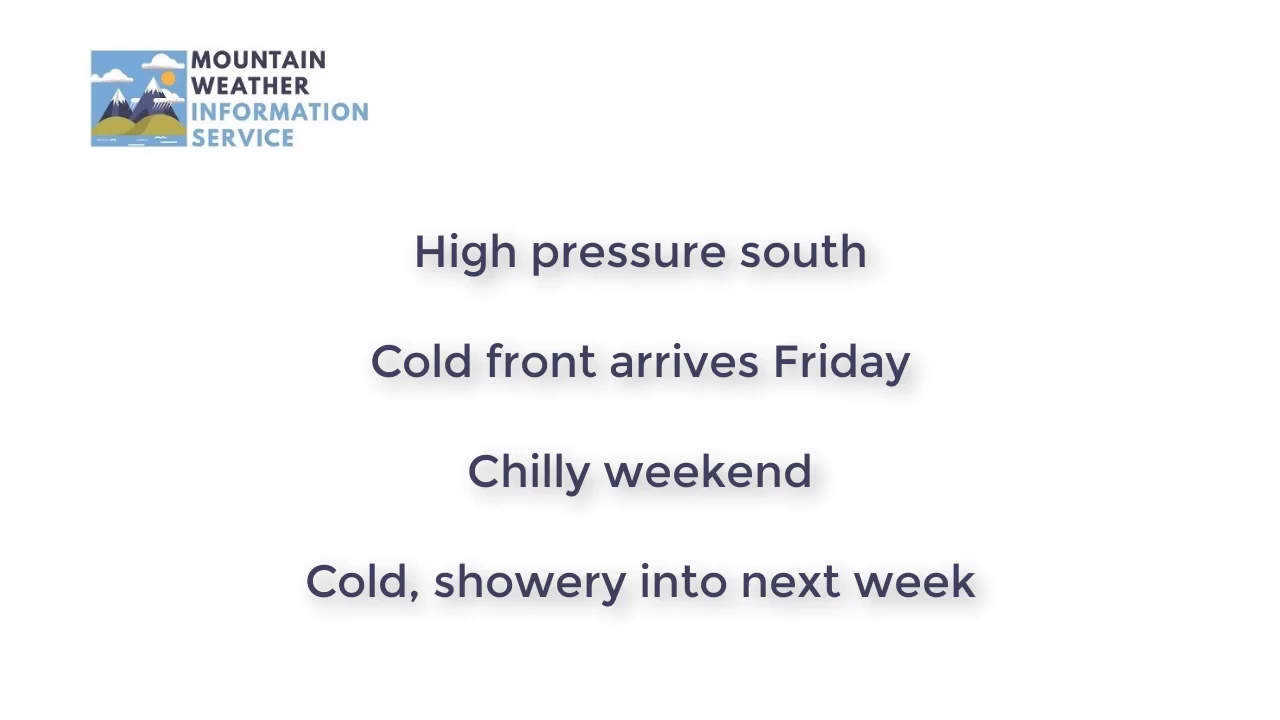 MOUNTAIN
WEATHER
INFORMATION
SERVICE
High pressure south
Cold front arrives Friday
Chilly weekend
Cold, showery into next week